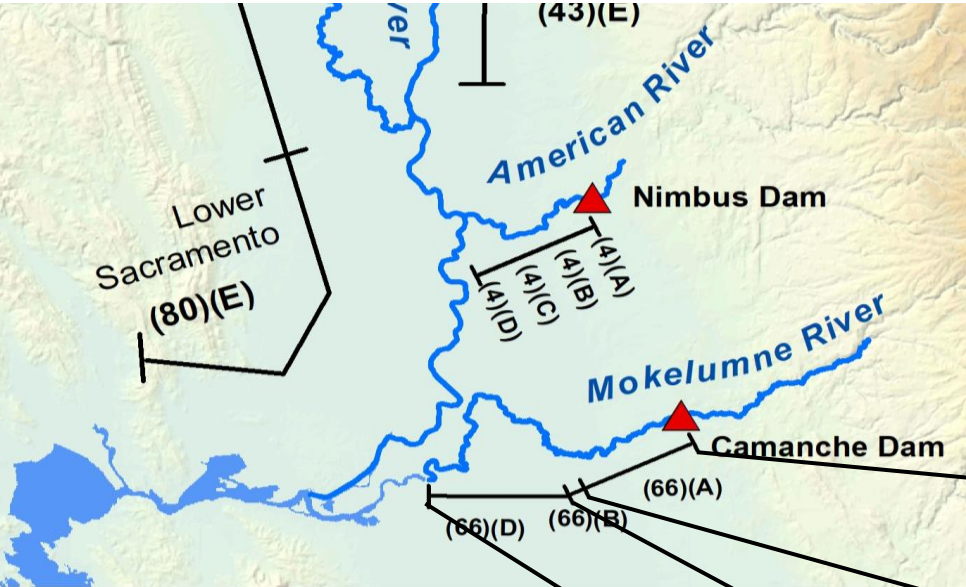 (43)(E)
American River
Nimbus Dam
Lower
Sacramento
(80)(E)
(4)(A)
(4)(B)
(4)(C)
(4)(D)
Mokelumne River
Camanche Dam
(66)(A)
(66)(B)
(66)(D)